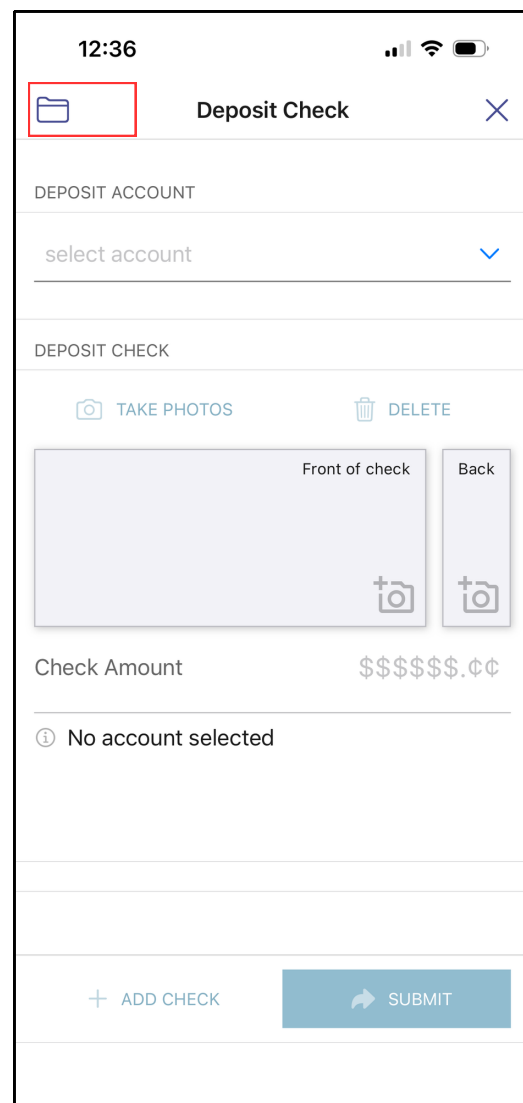 12:36
Deposit Check
DEPOSIT ACCOUNT
select account
DEPOSIT CHECK
TAKE PHOTOS
DELETE
Front of check
Back
Check Amount
$$$$$$.¢¢
No account selected
ADD CHECK
SUBMIT